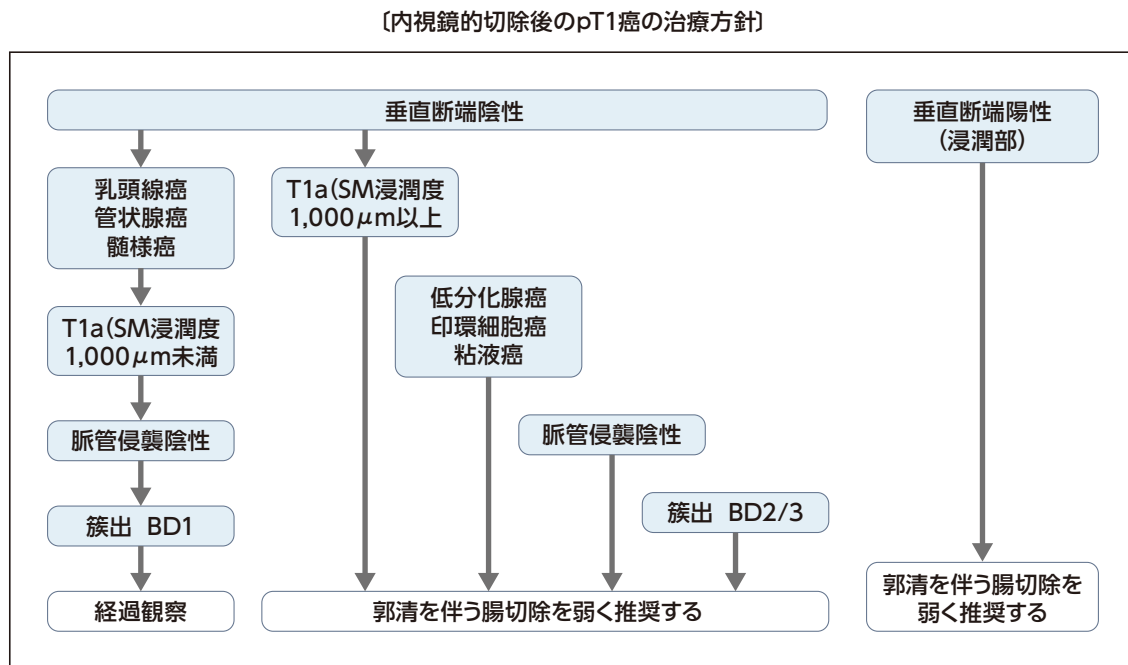 〔内視鏡的切除後のpT1癌の治療方針〕
垂直断端陰性
乳頭線癌
管状腺癌
髄様癌
T1a(SM浸潤度
1,000μm未満
脈管侵襲陰性
簇出 BD1
経過観察
T1a(SM浸潤度
1,000μm以上
低分化腺癌
印環細胞癌
粘液癌
脈管侵襲陰性
簇出 BD2/3
郭清を伴う腸切除を弱く推奨する
垂直断端陽性
(浸潤部)
郭清を伴う腸切除を
弱く推奨する